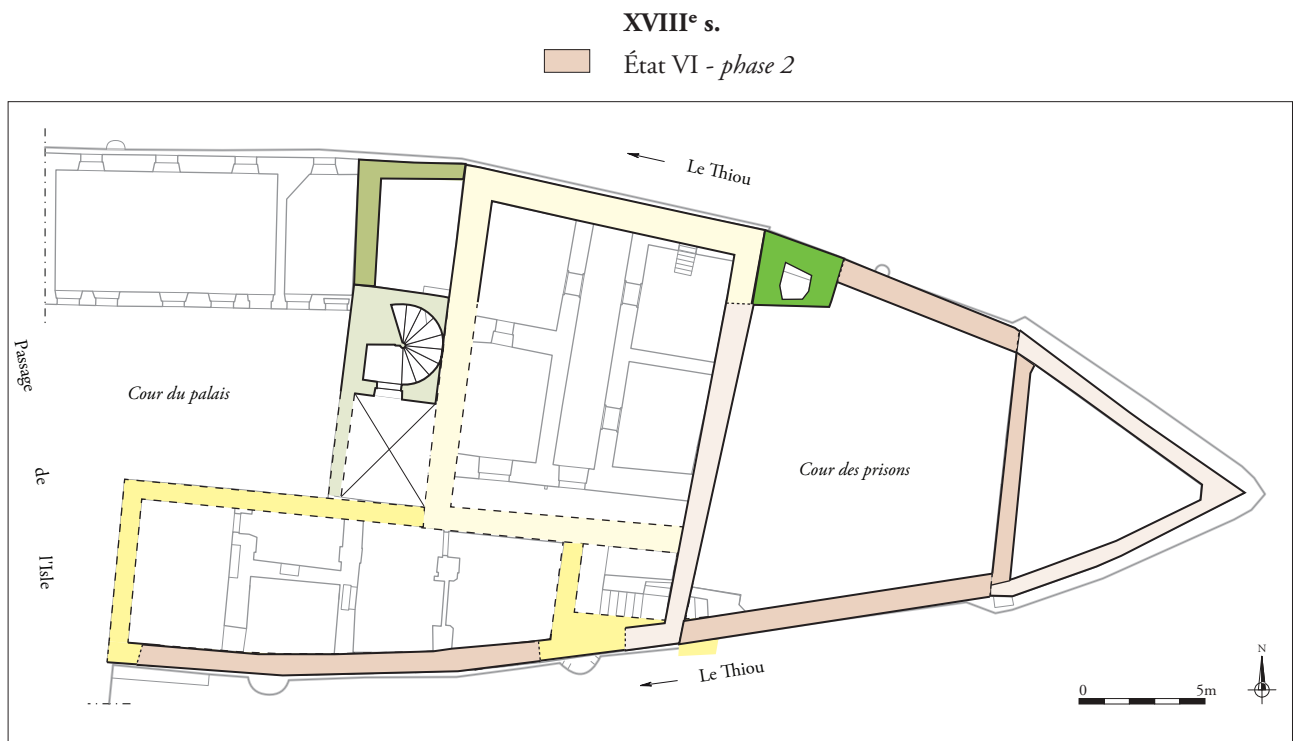 XVIIIᵉ s.
État VI - phase 2
Le Thiou
Passage
de
l'Isle
Cour du palais
Cour des prisons
Le Thiou
N
0 5m